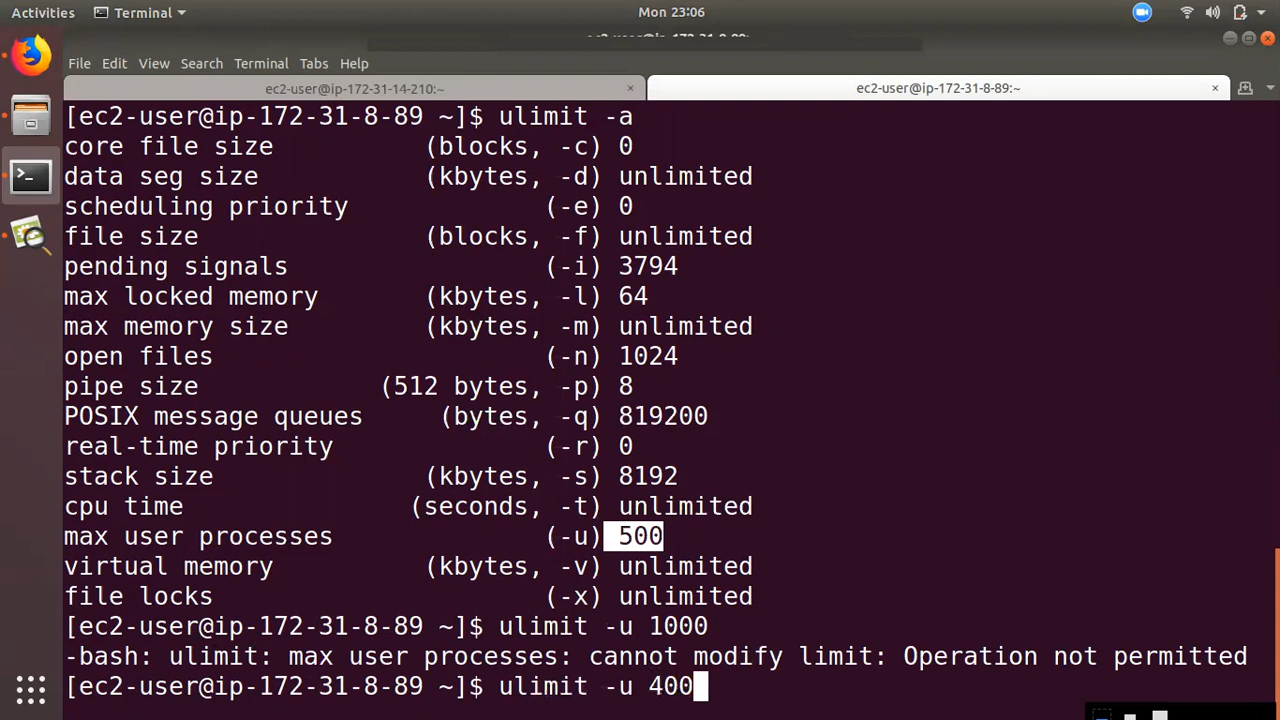 Activities Terminal Mon 23:06
File Edit View Search Terminal Tabs Help
ec2-user@ip-172-31-14-210:~ ec2-user@ip-172-31-8-89:~
[ec2-user@ip-172-31-8-89 ~]$ ulimit -a
core file size (blocks, -c) 0
data seg size (kbytes, -d) unlimited
scheduling priority (-e) 0
file size (blocks, -f) unlimited
pending signals (-i) 3794
max locked memory (kbytes, -l) 64
max memory size (kbytes, -m) unlimited
open files (-n) 1024
pipe size (512 bytes, -p) 8
POSIX message queues (bytes, -q) 819200
real-time priority (-r) 0
stack size (kbytes, -s) 8192
cpu time (seconds, -t) unlimited
max user processes (-u) 500
virtual memory (kbytes, -v) unlimited
file locks (-x) unlimited
[ec2-user@ip-172-31-8-89 ~]$ ulimit -u 1000
-bash: ulimit: max user processes: cannot modify limit: Operation not permitted
[ec2-user@ip-172-31-8-89 ~]$ ulimit -u 400